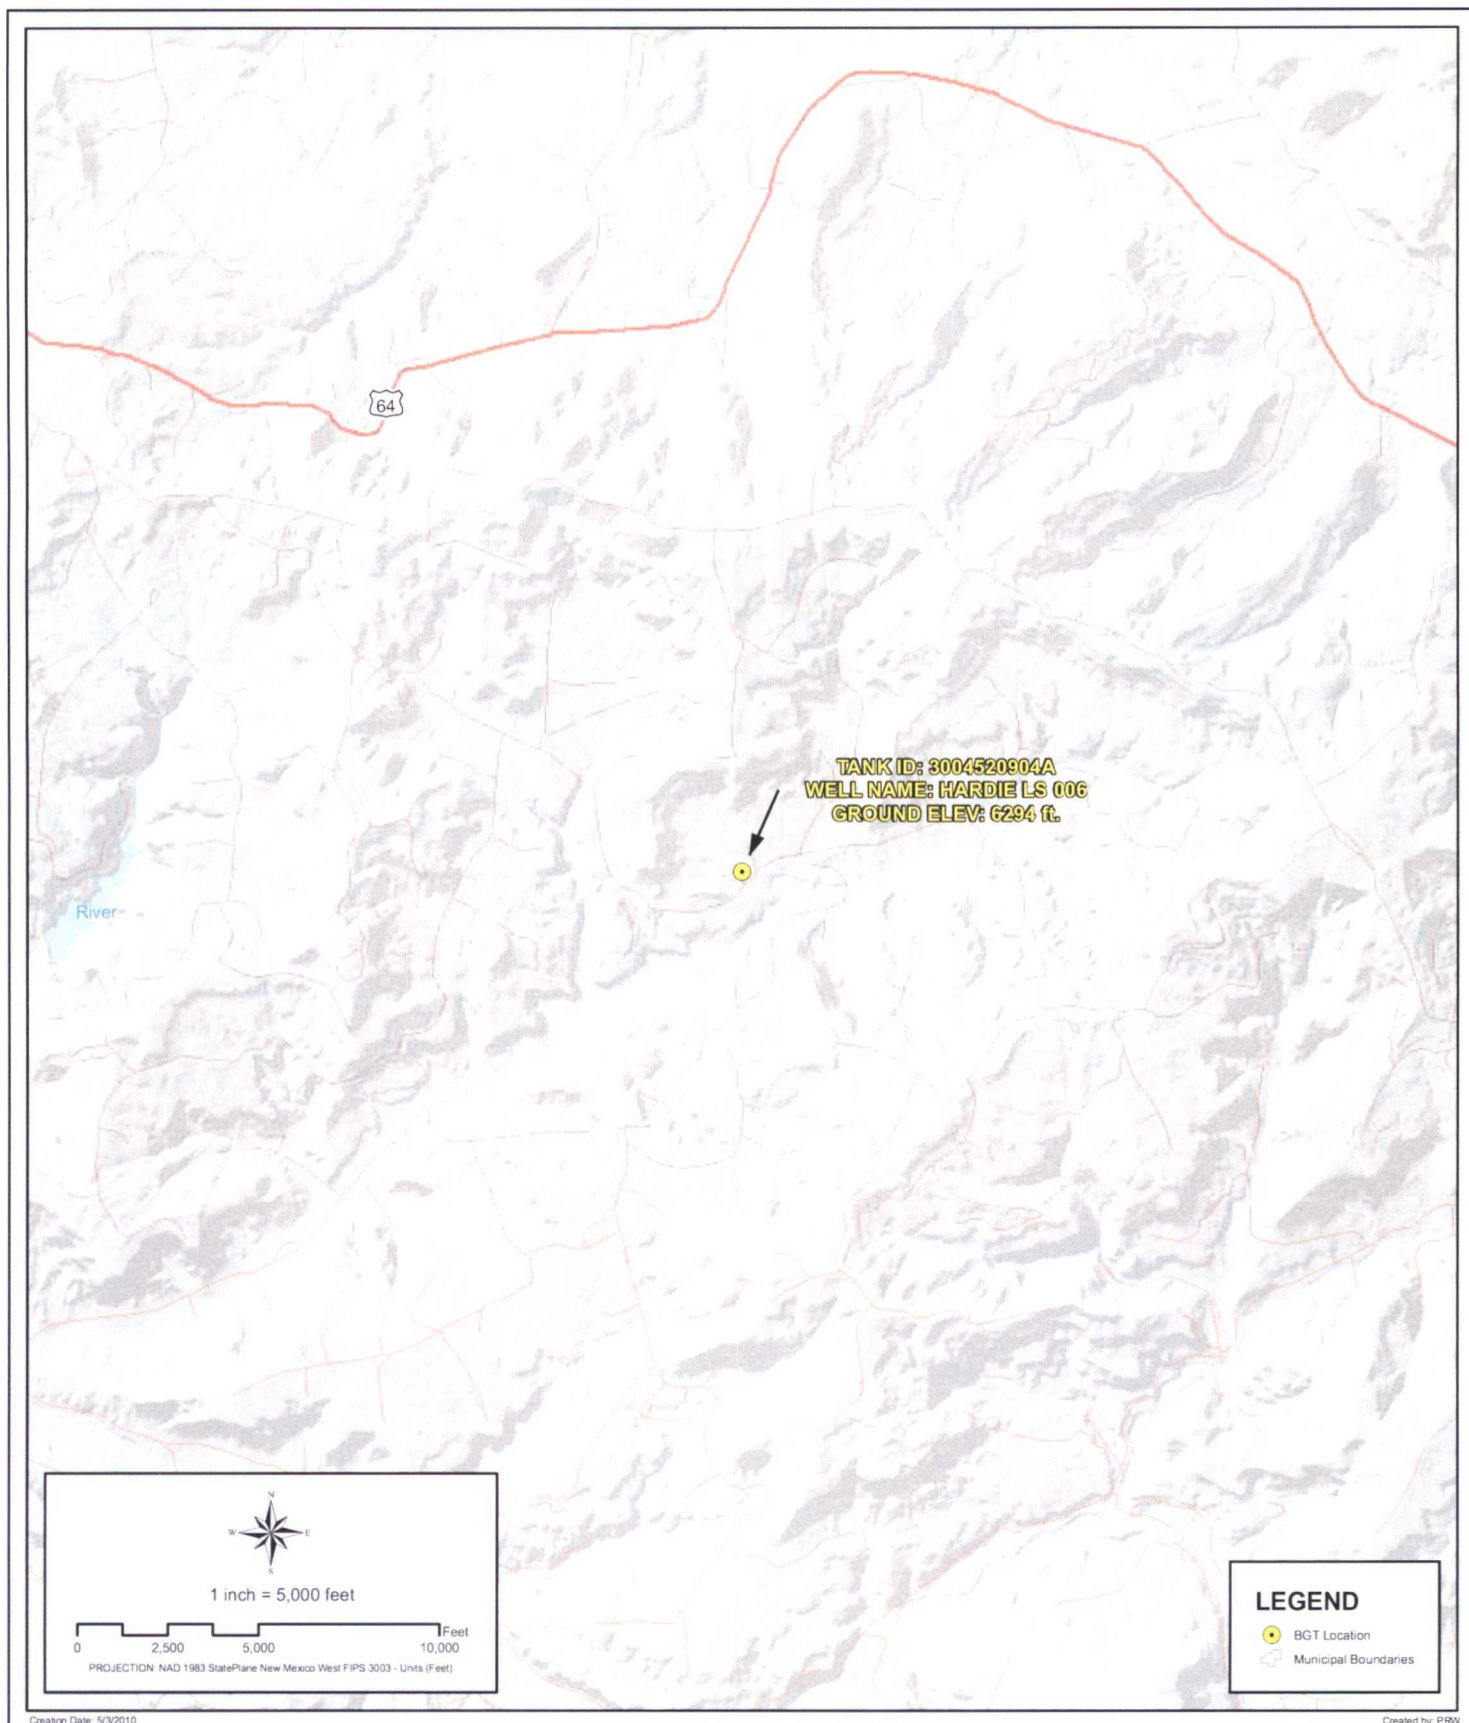 64
TANK ID: 3004520904A
WELL NAME: HARDIE LS 006
GROUND ELEV: 6294 ft.
River
N
W E
S
1 inch = 5,000 feet
Feet
0 2,500 5,000 10,000
PROJECTION: NAD 1983 StatePlane New Mexico West FIPS 3003 - Units (Feet)
LEGEND
BGT Location
Municipal Boundaries
Creation Date: 5/3/2010
Created by: PRW